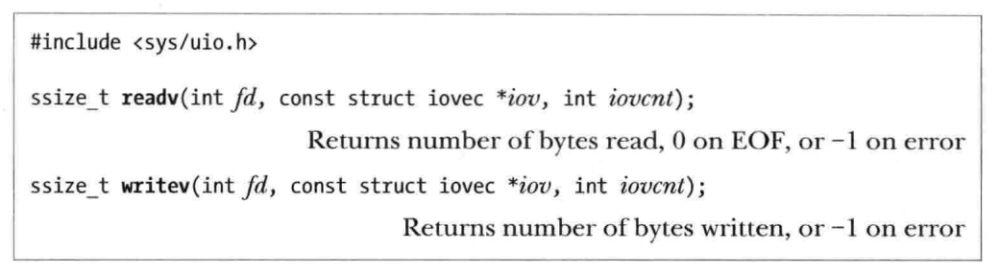 #include <sys/uio.h>
ssize_t readv(int fd, const struct iovec *iov, int iovcnt);
Returns number of bytes read, 0 on EOF, or −1 on error
ssize_t writev(int fd, const struct iovec *iov, int iovcnt);
Returns number of bytes written, or −1 on error